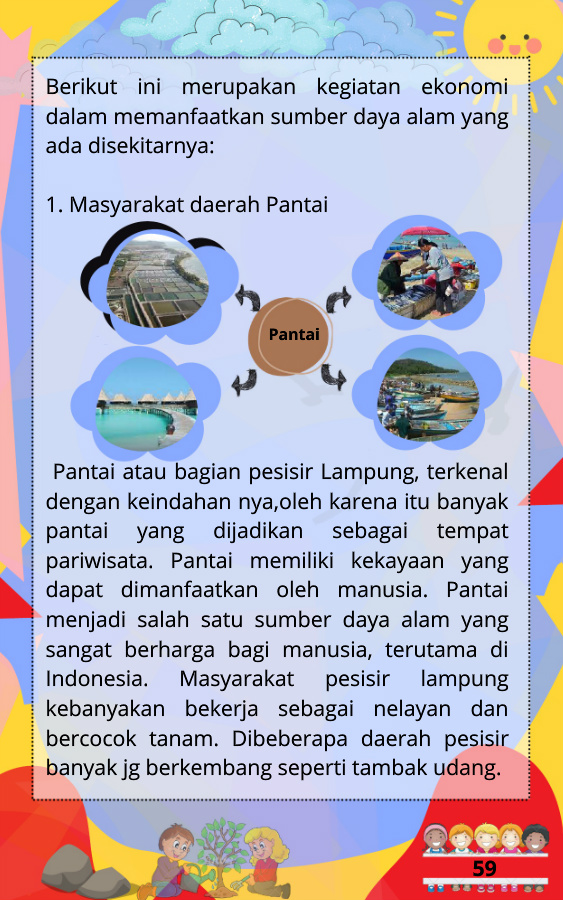 Berikut ini merupakan kegiatan ekonomi
dalam memanfaatkan sumber daya alam yang
ada disekitarnya:
1. Masyarakat daerah Pantai
Pantai
Pantai atau bagian pesisir Lampung, terkenal
dengan keindahan nya,oleh karena itu banyak
pantai yang dijadikan sebagai tempat
pariwisata. Pantai memiliki kekayaan yang
dapat dimanfaatkan oleh manusia. Pantai
menjadi salah satu sumber daya alam yang
sangat berharga bagi manusia, terutama di
Indonesia. Masyarakat pesisir lampung
kebanyakan bekerja sebagai nelayan dan
bercocok tanam. Dibeberapa daerah pesisir
banyak jg berkembang seperti tambak udang.
59